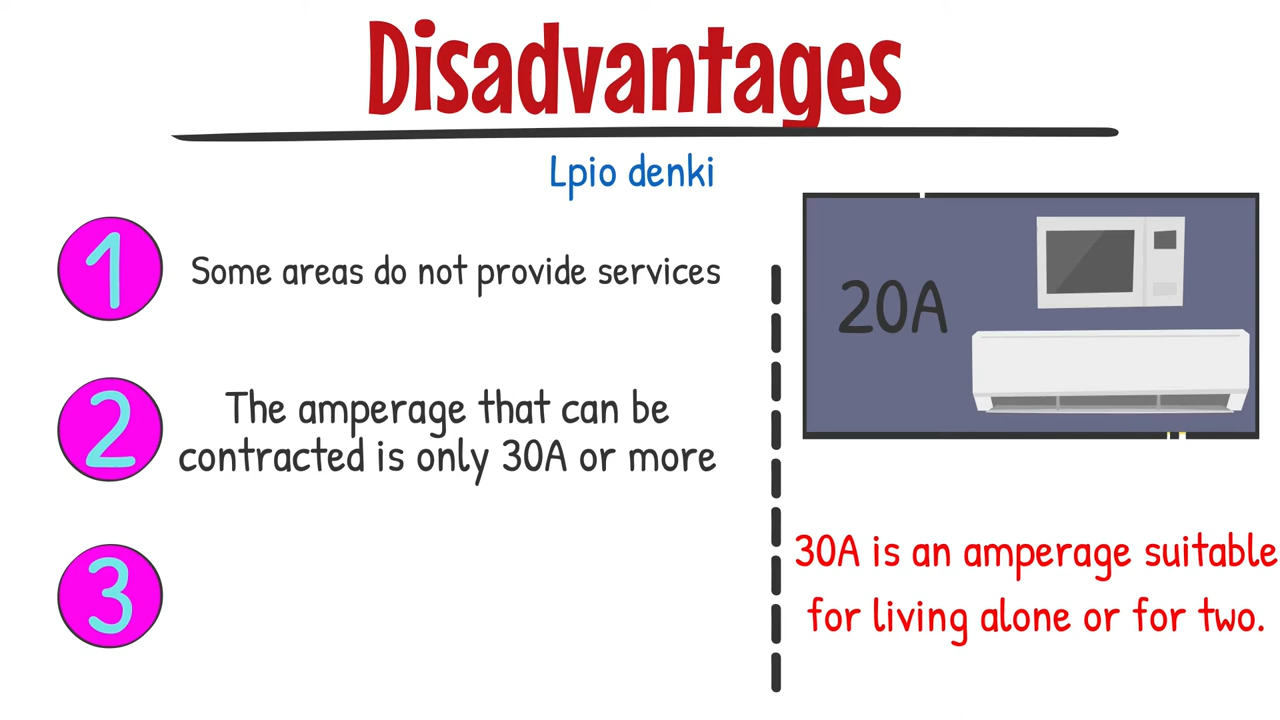 Disadvantages
Lpio denki
1
Some areas do not provide services
2
The amperage that can be
contracted is only 30A or more
3
20A
30A is an amperage suitable
for living alone or for two.